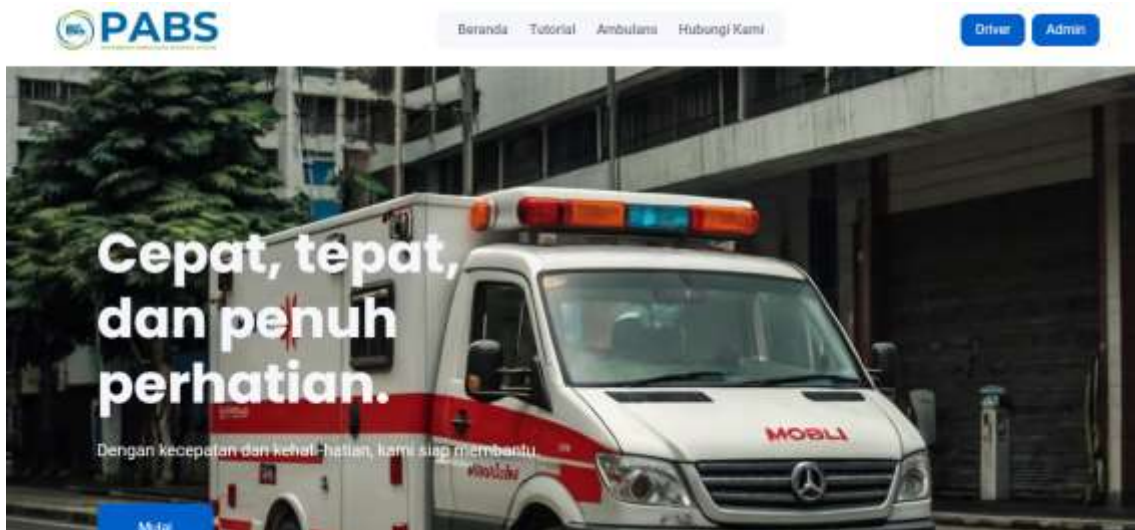 PABS
Beranda Tutorial Ambulans Hubungi Kami
Driver Admin
Cepat, tepat,
dan penuh
perhatian.
Dengan kecepatan dan kehati-hatian, kami siap membantu.
MOBLI
Mulai